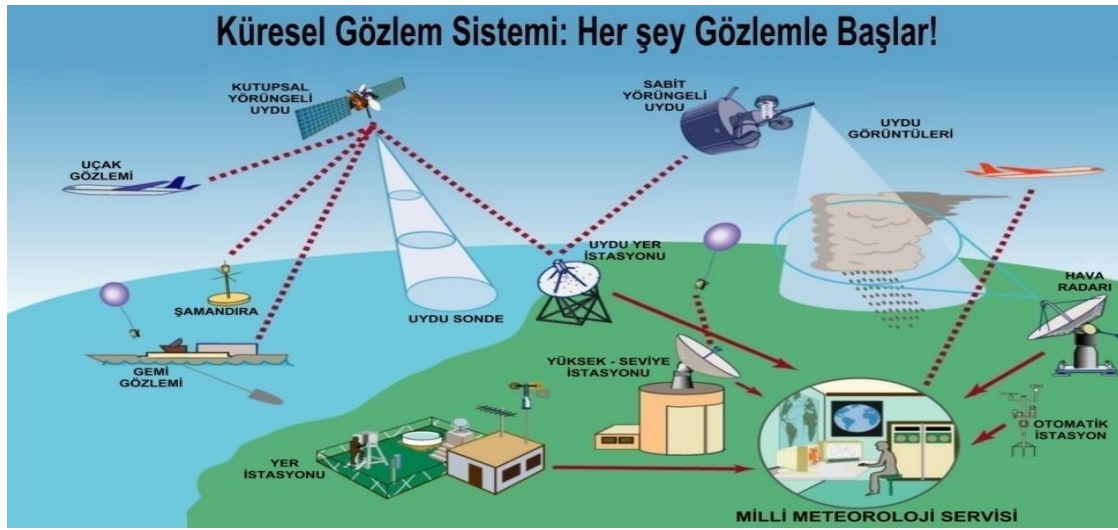 Küresel Gözlem Sistemi: Her şey Gözlemle Başlar!
KUTUPSAL
YÖRÜNGELİ
UYDU
SABİT
YÖRÜNGELİ
UYDU
UYDU
GÖRÜNTÜLERİ
UÇAK
GÖZLEMİ
UYDU YER
İSTASYONU
HAVA
RADARI
ŞAMANDIRA
UYDU SONDE
GEMİ
GÖZLEMİ
YÜKSEK - SEVİYE
İSTASYONU
OTOMATİK
İSTASYON
YER
İSTASYONU
MİLLİ METEOROLOJİ SERVİSİ